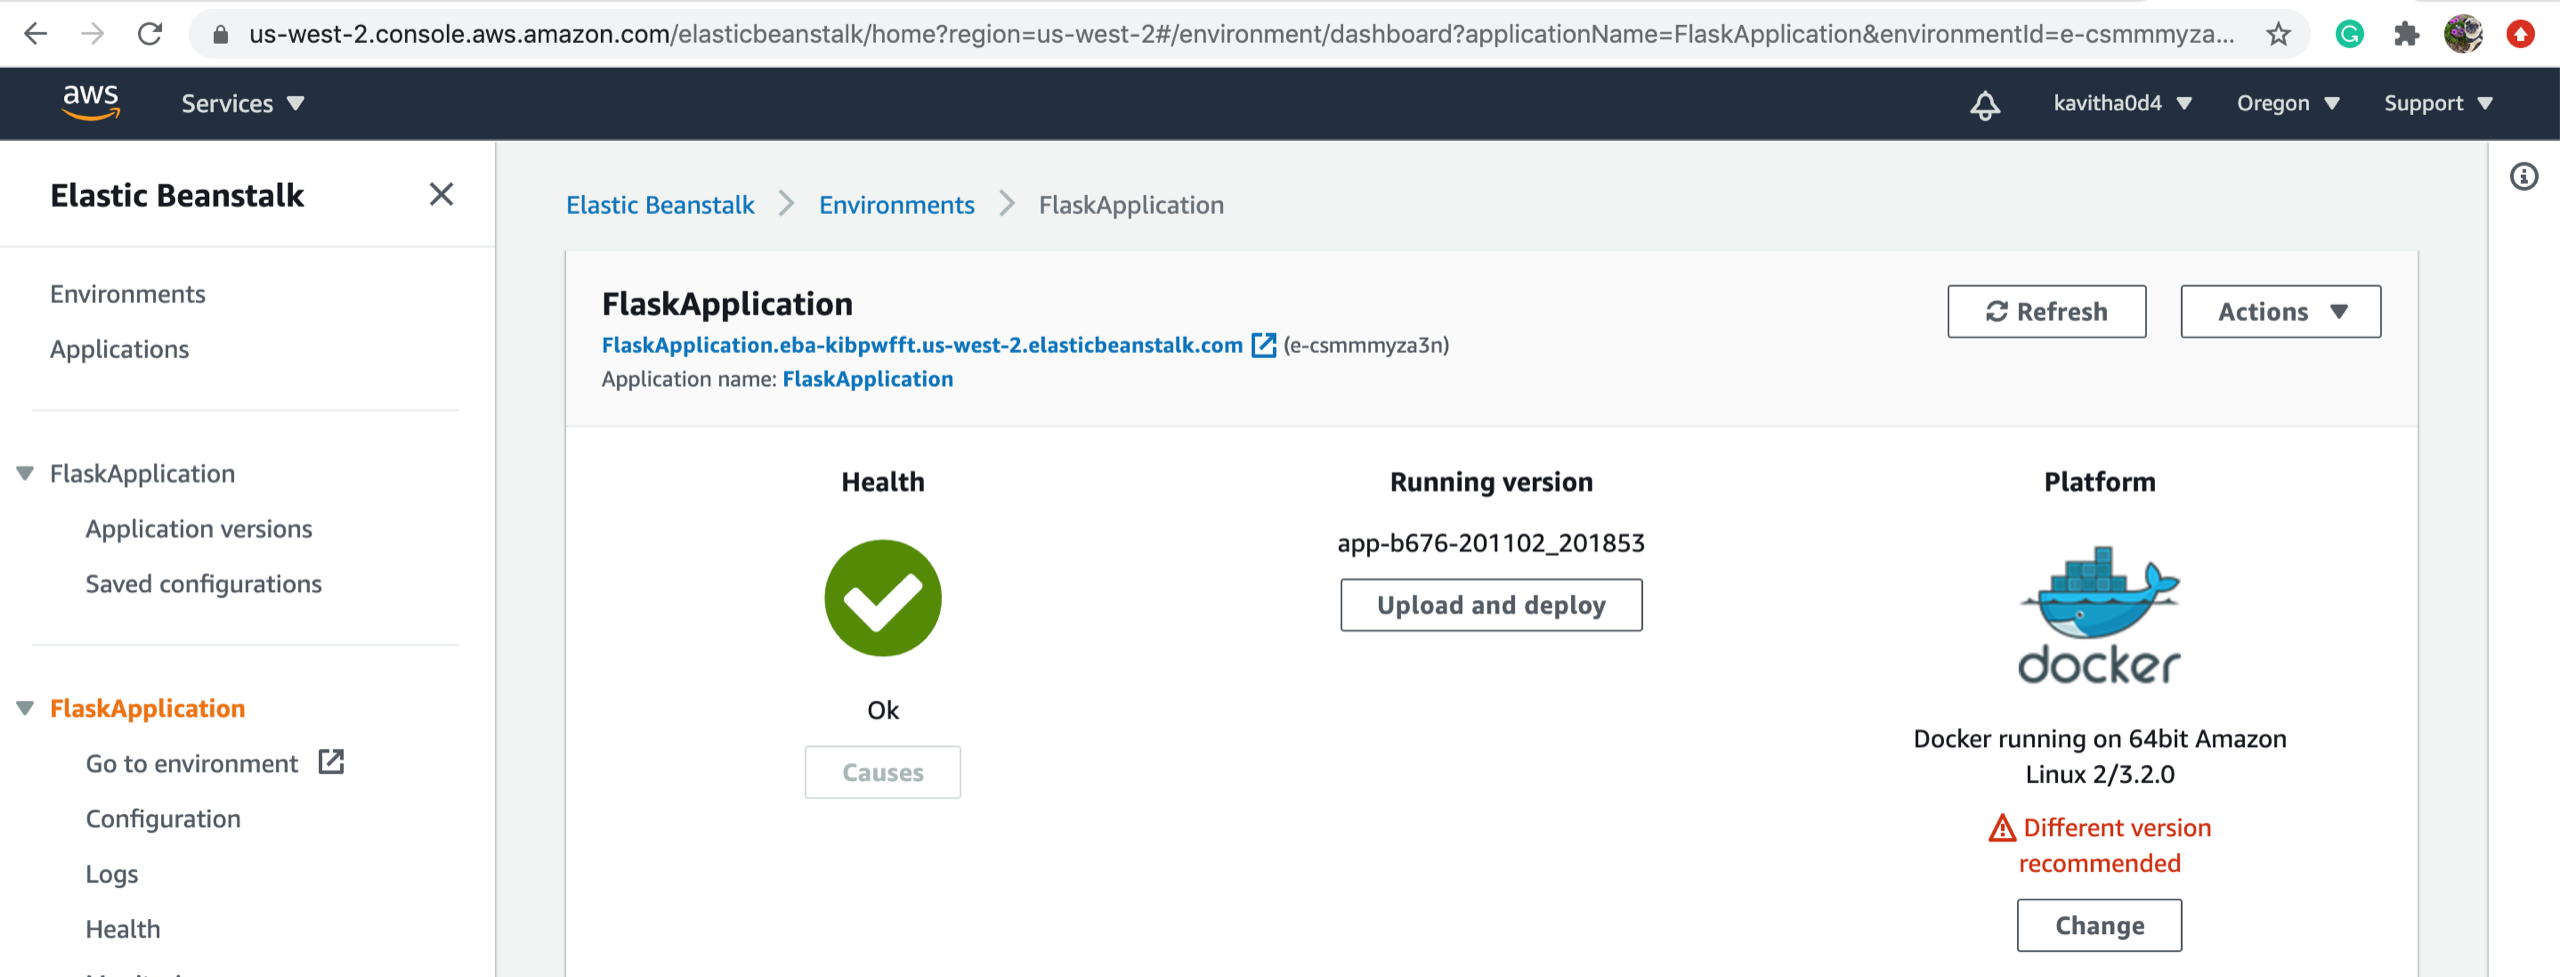 us-west-2.console.aws.amazon.com/elasticbeanstalk/home?region=us-west-2#/environment/dashboard?applicationName=FlaskApplication&environmentId=e-csmmmyza...
aws Services kavitha0d4 Oregon Support
Elastic Beanstalk
Environments
Applications
FlaskApplication
Application versions
Saved configurations
FlaskApplication
Go to environment
Configuration
Logs
Health
Elastic Beanstalk Environments FlaskApplication
FlaskApplication
FlaskApplication.eba-kibpwfft.us-west-2.elasticbeanstalk.com (e-csmmmyza3n)
Application name: FlaskApplication
Refresh Actions
Health
Ok
Causes
Running version
app-b676-201102_201853
Upload and deploy
Platform
docker
Docker running on 64bit Amazon
Linux 2/3.2.0
Different version
recommended
Change